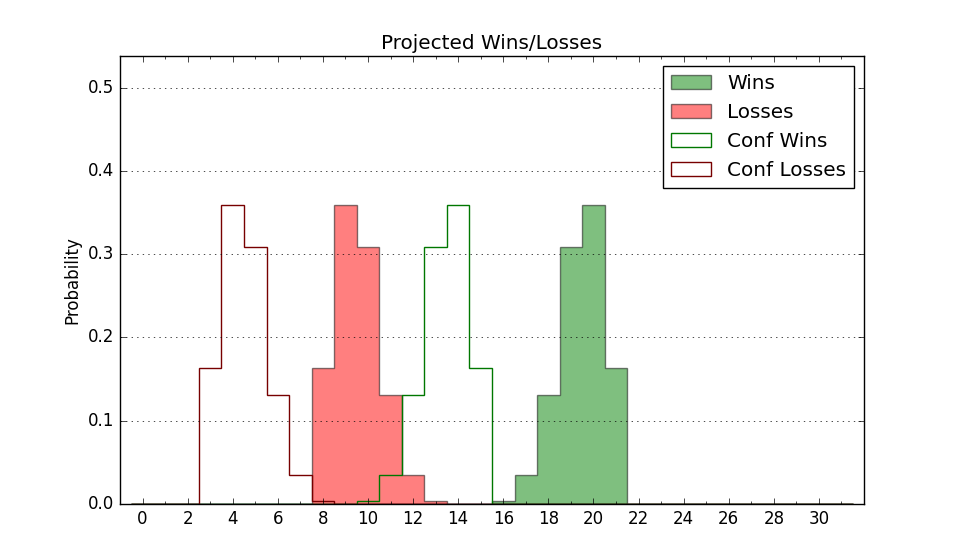 Projected Wins/Losses
Wins
Losses
Conf Wins
Conf Losses
Probability
0.5
0.4
0.3
0.2
0.1
0.0
0 2 4 6 8 10 12 14 16 18 20 22 24 26 28 30